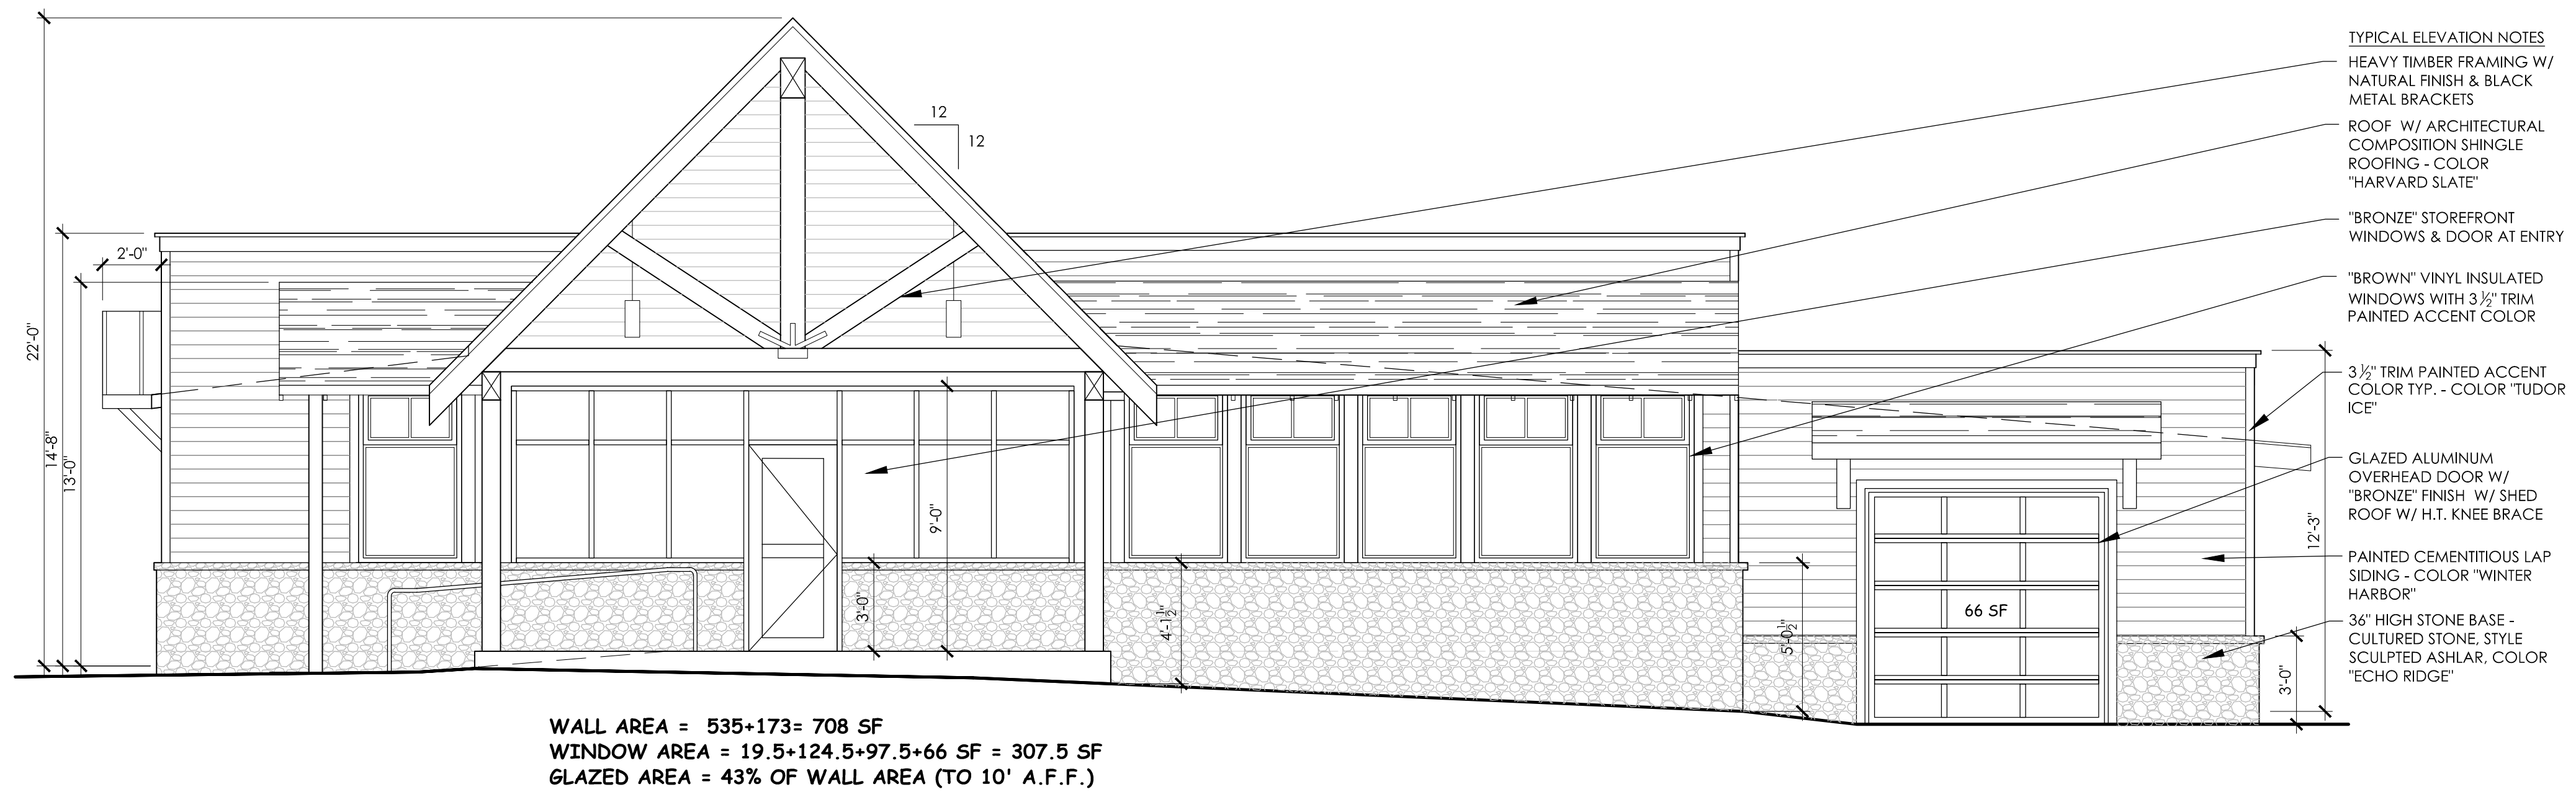 TYPICAL ELEVATION NOTES
HEAVY TIMBER FRAMING W/
NATURAL FINISH & BLACK
METAL BRACKETS
ROOF W/ ARCHITECTURAL
COMPOSITION SHINGLE
ROOFING - COLOR
"HARVARD SLATE"
"BRONZE" STOREFRONT
WINDOWS & DOOR AT ENTRY
"BROWN" VINYL INSULATED
WINDOWS WITH 3 ½" TRIM
PAINTED ACCENT COLOR
3 ½" TRIM PAINTED ACCENT
COLOR TYP. - COLOR "TUDOR
ICE"
GLAZED ALUMINUM
OVERHEAD DOOR W/
"BRONZE" FINISH W/ SHED
ROOF W/ H.T. KNEE BRACE
PAINTED CEMENTITIOUS LAP
SIDING - COLOR "WINTER
HARBOR"
36" HIGH STONE BASE -
CULTURED STONE, STYLE
SCULPTED ASHLAR, COLOR
"ECHO RIDGE"
12
12
2'-0"
22'-0"
14'-8"
13'-0"
9'-0"
3'-0"
4'-1½"
5'-0½"
66 SF
12'-3"
3'-0"
WALL AREA = 535+173= 708 SF
WINDOW AREA = 19.5+124.5+97.5+66 SF = 307.5 SF
GLAZED AREA = 43% OF WALL AREA (TO 10' A.F.F.)